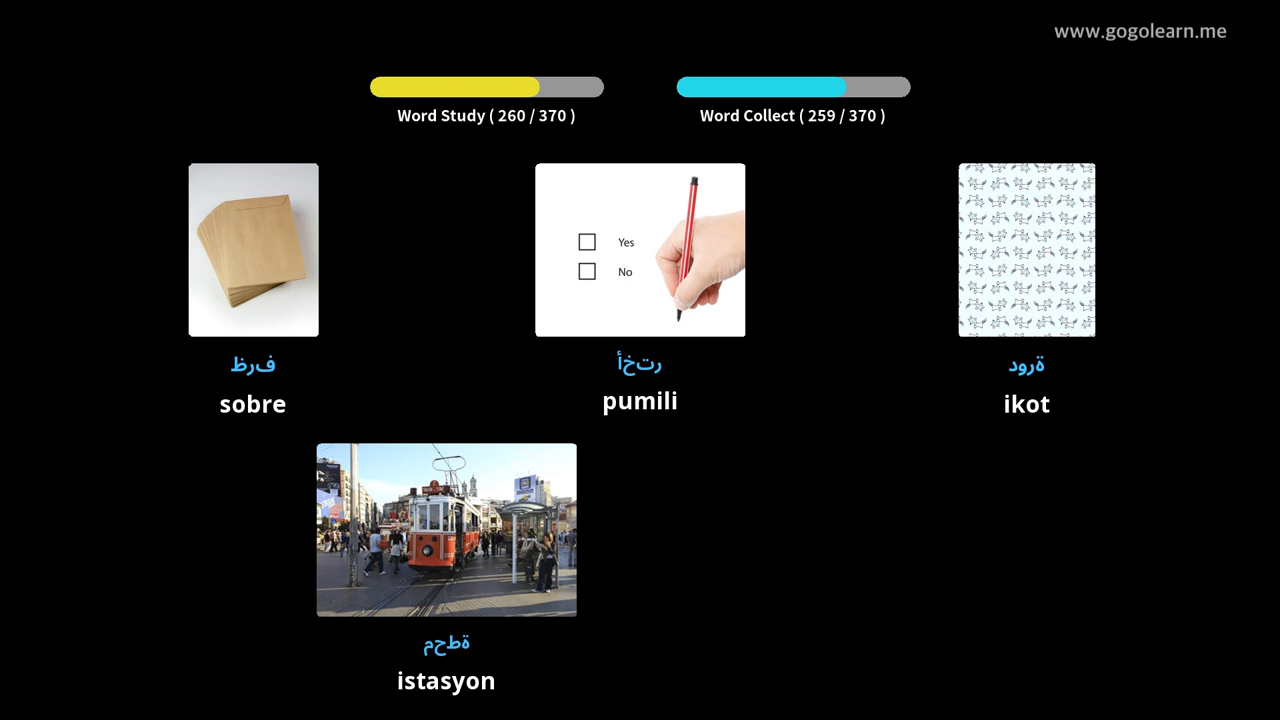 www.gogolearn.me
Word Study ( 260 / 370 )
Word Collect ( 259 / 370 )
Yes
No
فرظ
رتخأ
ةرود
sobre
pumili
ikot
ةطحم
istasyon